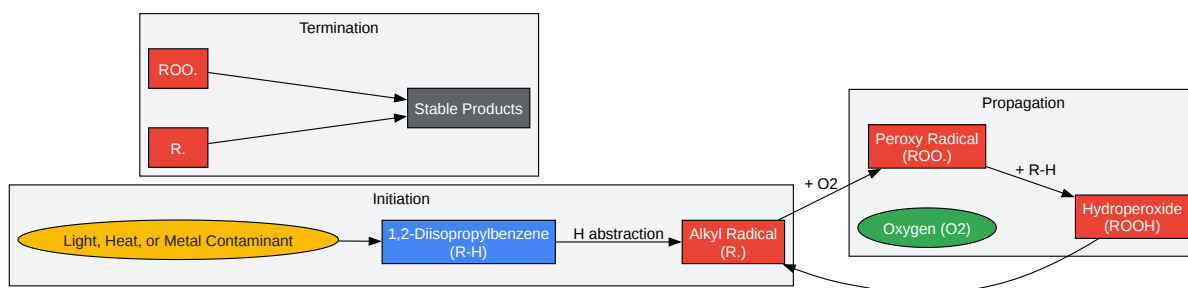 Termination
ROO.
Stable Products
R.
Propagation
Peroxy Radical
(ROO.)
+ O2
+ R-H
Hydroperoxide
(ROOH)
Oxygen (O2)
Initiation
Light, Heat, or Metal Contaminant
1,2-Diisopropylbenzene
(R-H)
H abstraction
Alkyl Radical
(R.)